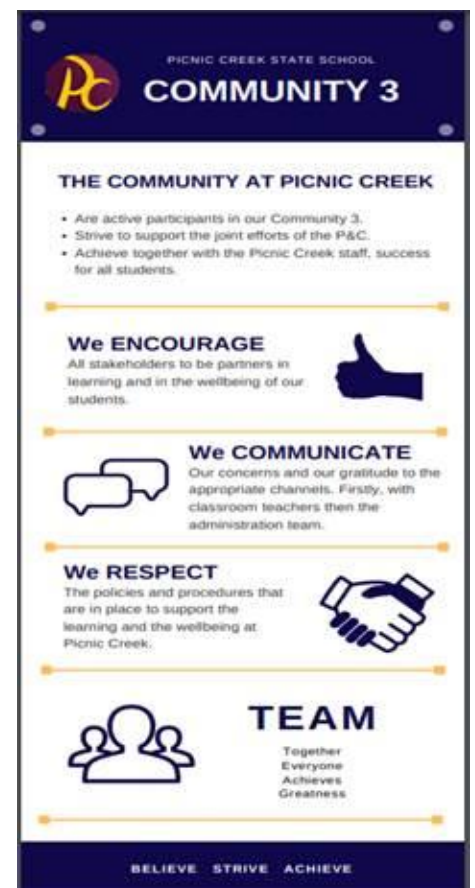 PC
PICNIC CREEK STATE SCHOOL
COMMUNITY 3
THE COMMUNITY AT PICNIC CREEK
• Are active participants in our Community 3.
• Strive to support the joint efforts of the P&C.
• Achieve together with the Picnic Creek staff, success
for all students.
We ENCOURAGE
All stakeholders to be partners in
learning and in the wellbeing of our
students.
We COMMUNICATE
Our concerns and our gratitude to the
appropriate channels. Firstly, with
classroom teachers then the
administration team.
We RESPECT
The policies and procedures that
are in place to support the
learning and the wellbeing at
Picnic Creek.
TEAM
Together
Everyone
Achieves
Greatness
BELIEVE STRIVE ACHIEVE